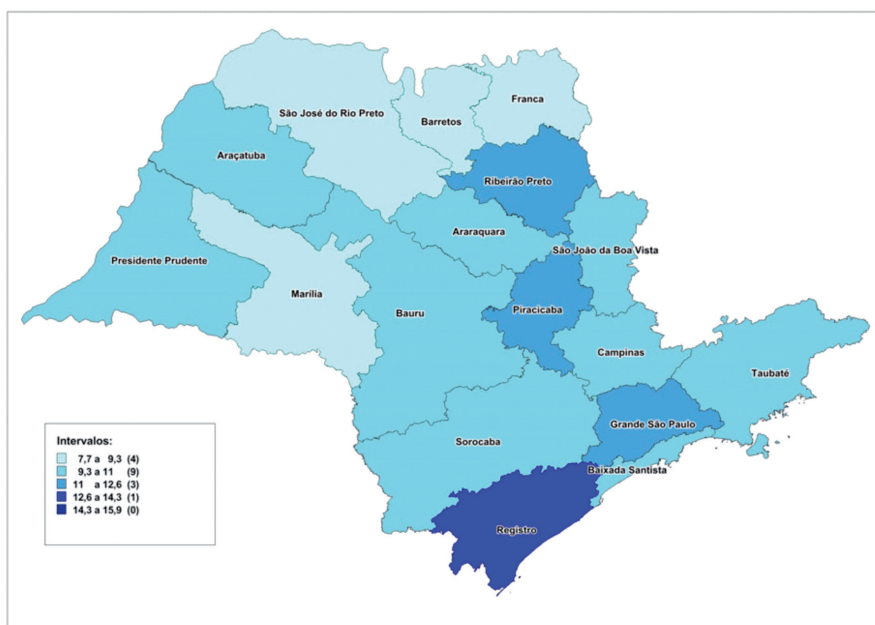 Franca
São José do Rio Preto
Barretos
Araçatuba
Ribeirão Preto
Araraquara
São João da Boa Vista
Presidente Prudente
Marília
Bauru
Piracicaba
Campinas
Taubaté
Grande São Paulo
Sorocaba
Baixada Santista
Registro
Intervalos:
7,7 a 9,3 (4)
9,3 a 11 (9)
11 a 12,6 (3)
12,6 a 14,3 (1)
14,3 a 15,9 (0)